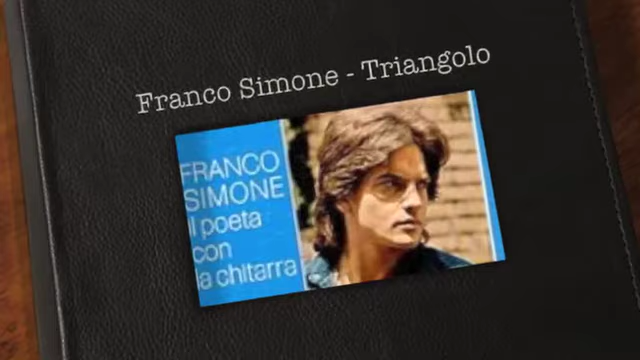 Franco Simone - Triangolo
FRANCO
SIMONE
il poeta
con
la chitarra